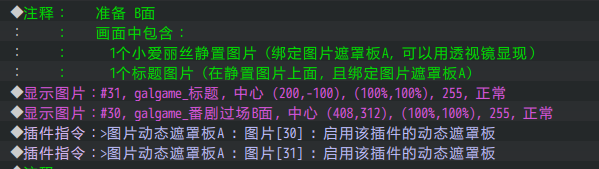 ◆注释： 准备 B面
： ： 画面中包含：
： ： 1个小爱丽丝静置图片（绑定图片遮罩板A，可以用透视镜显现）
： ： 1个标题图片（在静置图片上面，且绑定图片遮罩板A）
◆显示图片：#31, galgame_标题, 中心 (200,-100), (100%,100%), 255, 正常
◆显示图片：#30, galgame_番剧过场B面, 中心 (408,312), (100%,100%), 255, 正常
◆插件指令：>图片动态遮罩板A : 图片[30] : 启用该插件的动态遮罩板
◆插件指令：>图片动态遮罩板A : 图片[31] : 启用该插件的动态遮罩板